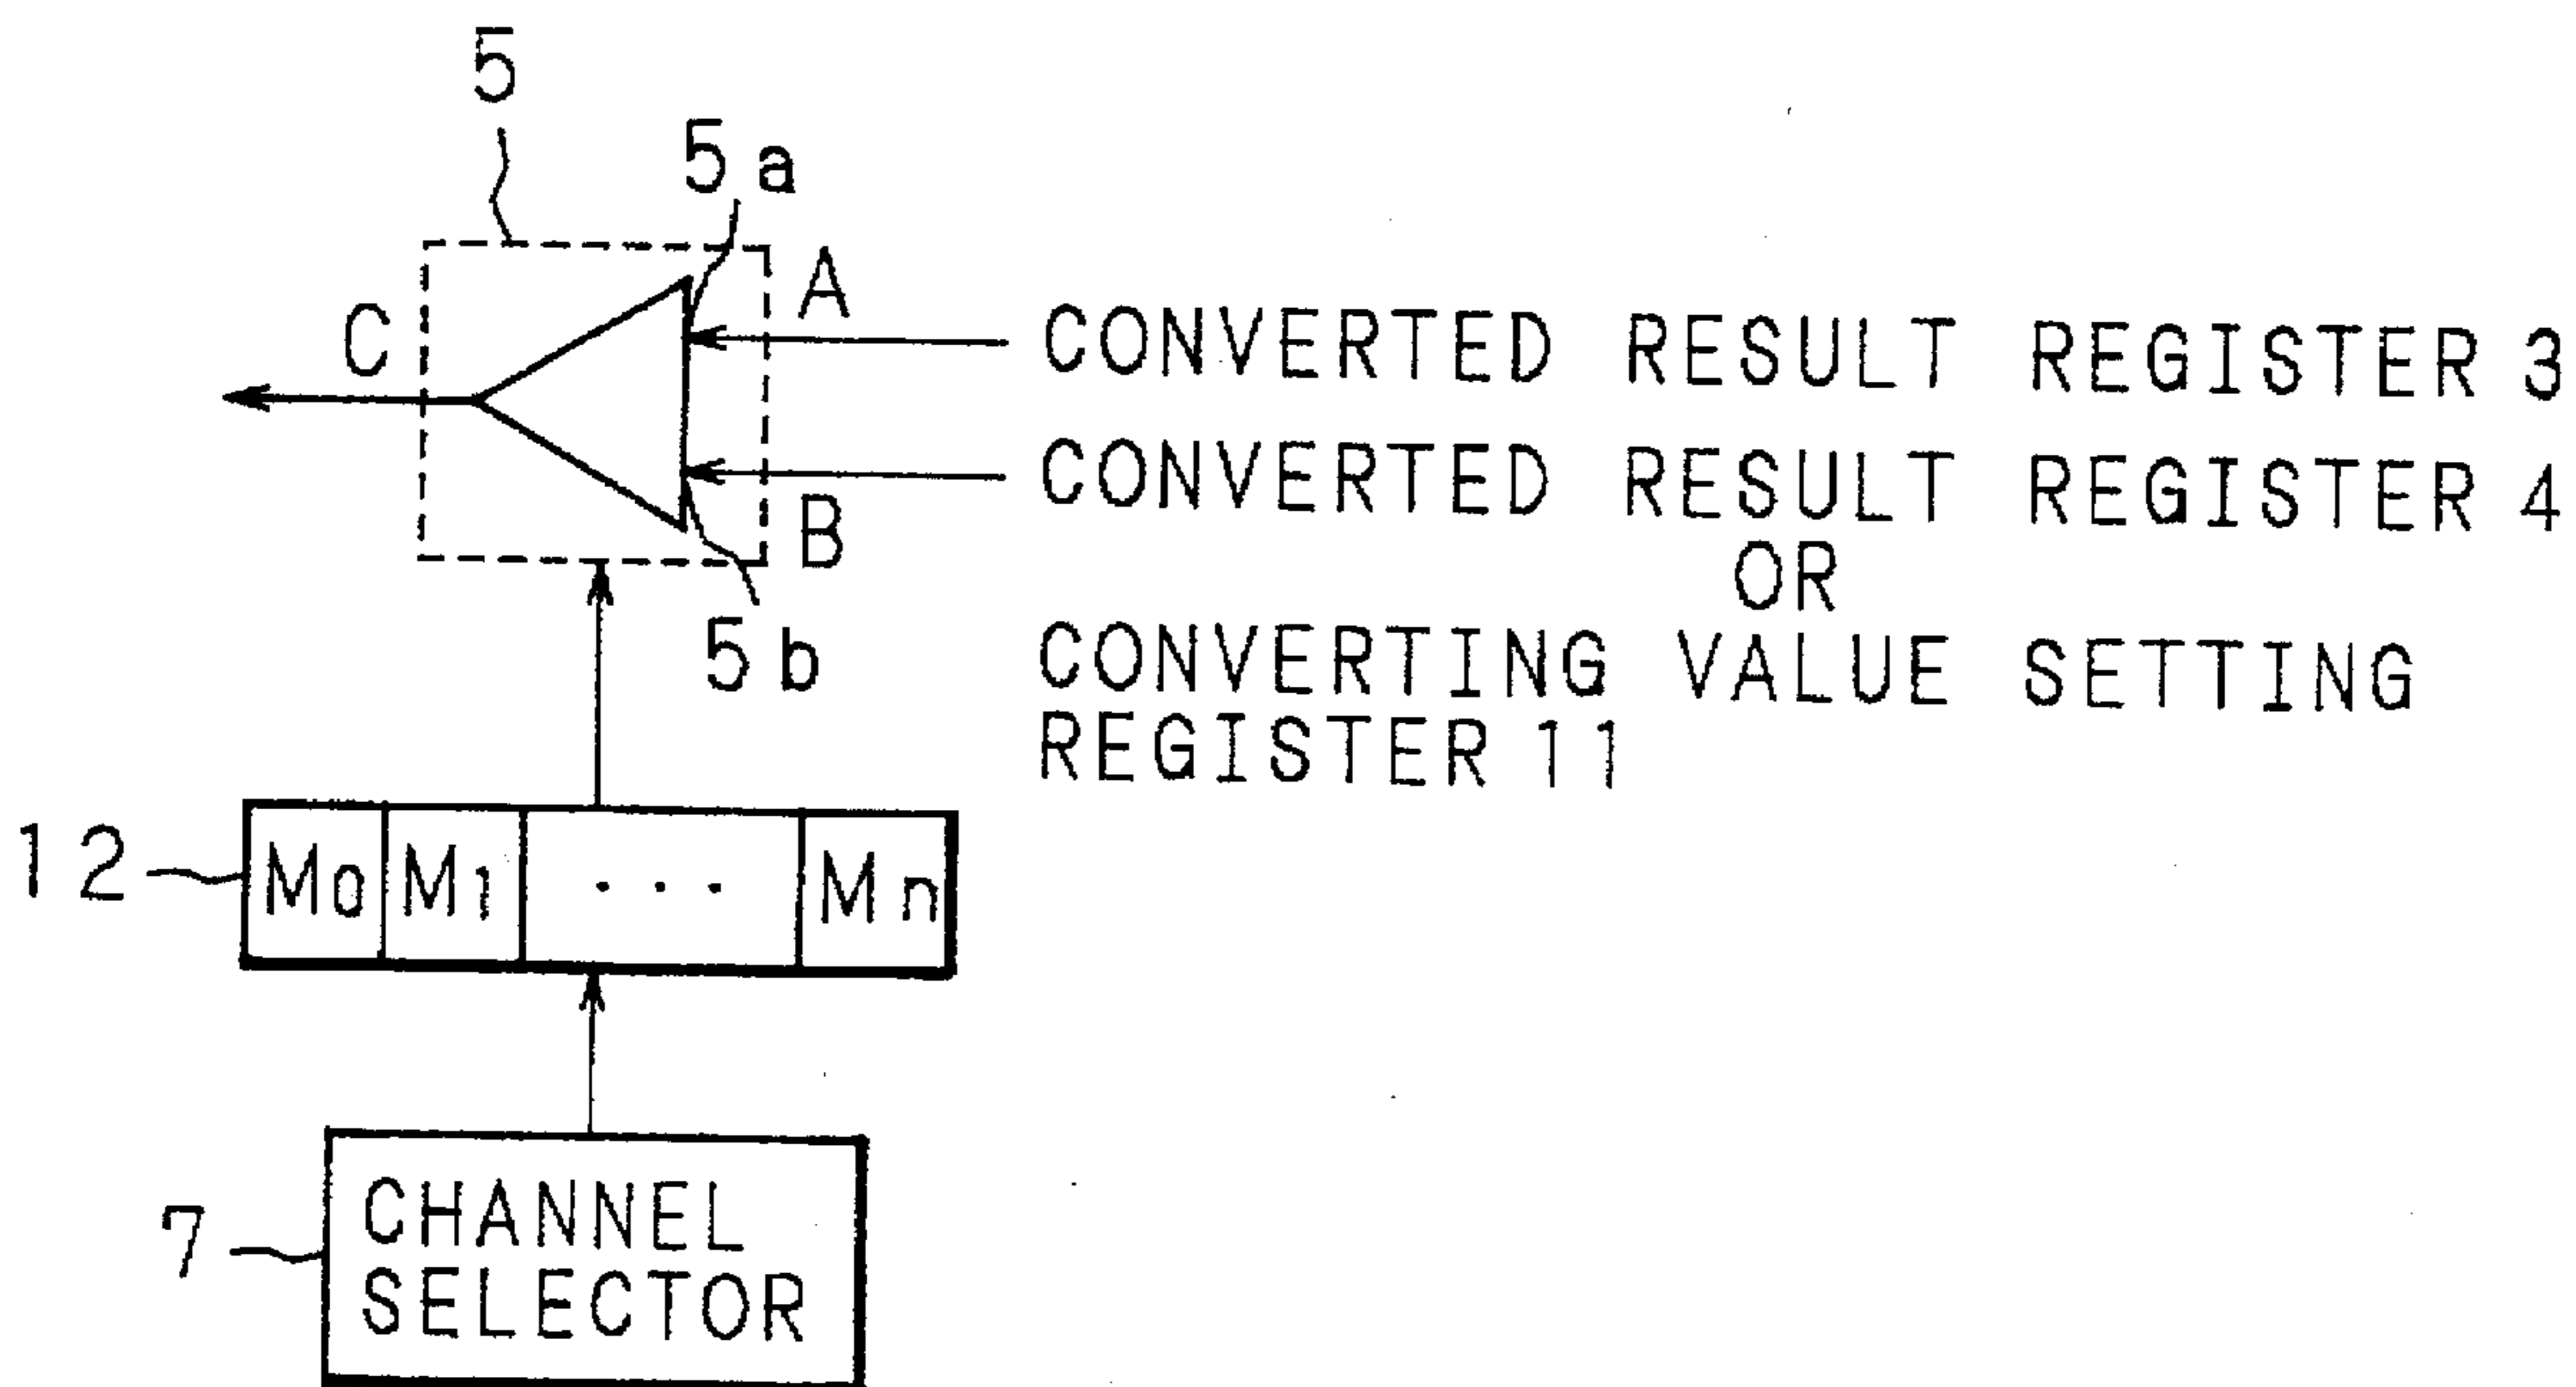 5
5a
A
C
CONVERTED RESULT REGISTER 3
CONVERTED RESULT REGISTER 4
B
OR
5b
CONVERTING VALUE SETTING
REGISTER 11
12
M0 M1 ... Mn
7
CHANNEL
SELECTOR